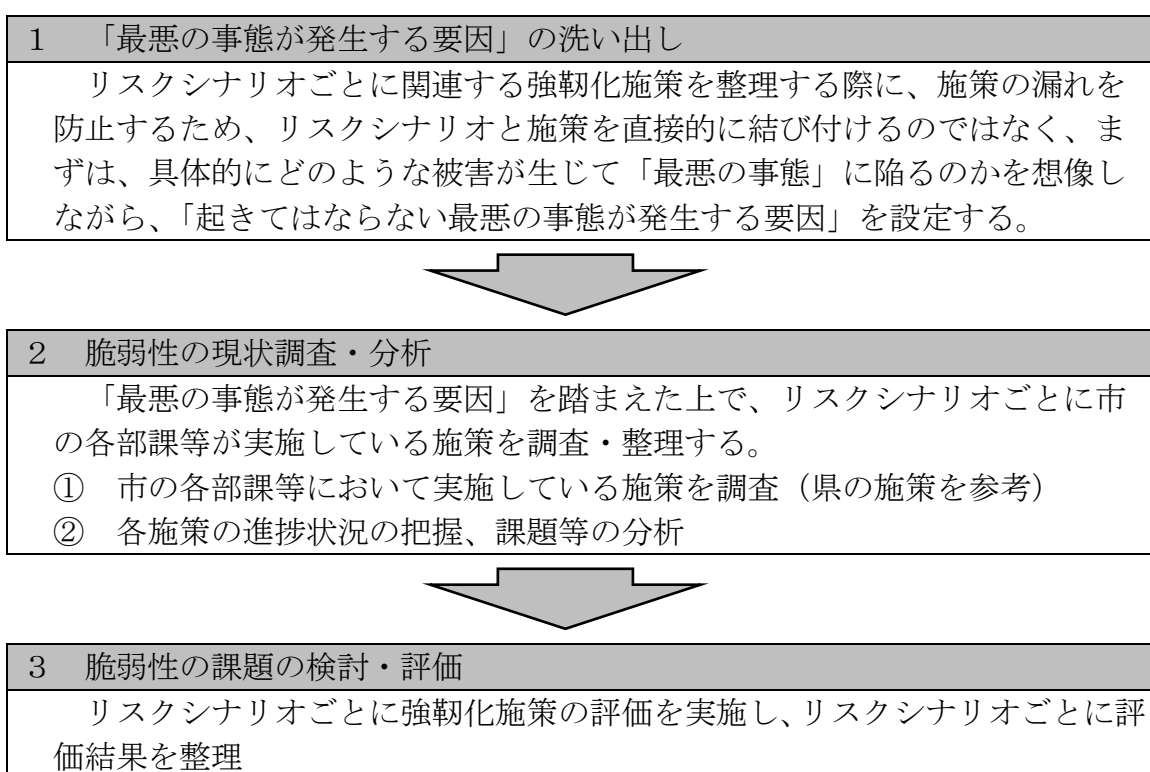 １　「最悪の事態が発生する要因」の洗い出し
リスクシナリオごとに関連する強靱化施策を整理する際に、施策の漏れを
防止するため、リスクシナリオと施策を直接的に結び付けるのではなく、ま
ずは、具体的にどのような被害が生じて「最悪の事態」に陥るのかを想像し
ながら、「起きてはならない最悪の事態が発生する要因」を設定する。
２　脆弱性の現状調査・分析
「最悪の事態が発生する要因」を踏まえた上で、リスクシナリオごとに市
の各部課等が実施している施策を調査・整理する。
①　市の各部課等において実施している施策を調査（県の施策を参考）
②　各施策の進捗状況の把握、課題等の分析
３　脆弱性の課題の検討・評価
リスクシナリオごとに強靱化施策の評価を実施し、リスクシナリオごとに評
価結果を整理